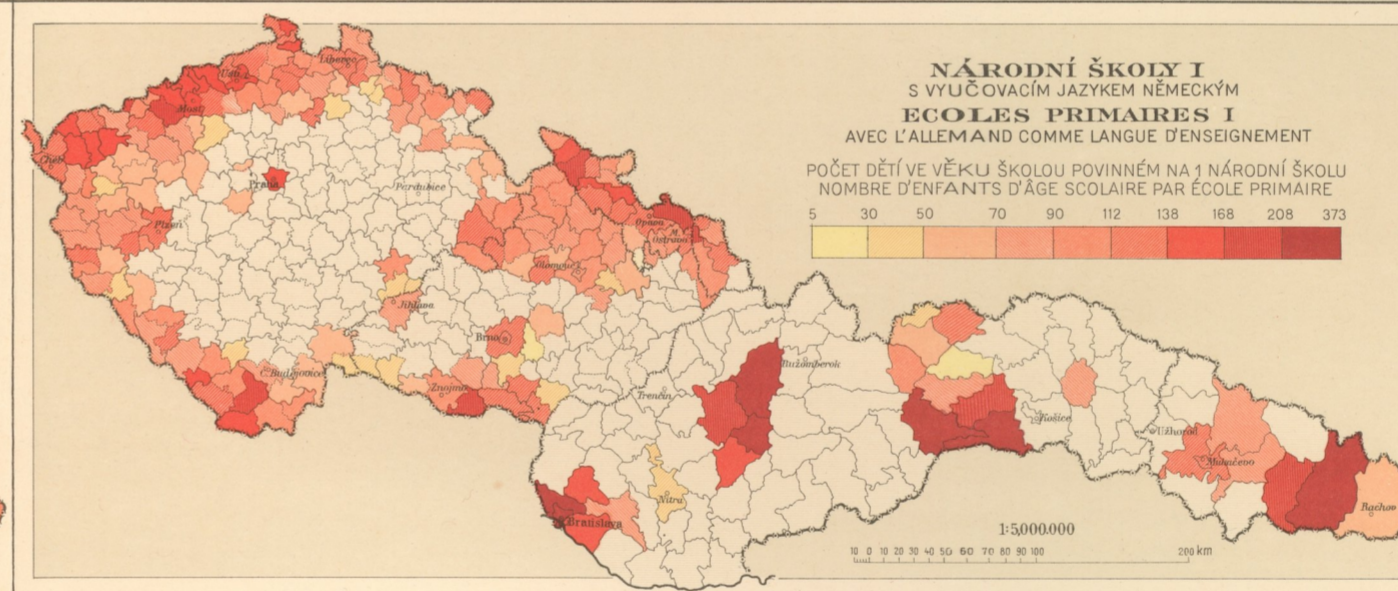 NÁRODNÍ ŠKOLY I
S VYUČOVACÍM JAZYKEM NĚMECKÝM
ECOLES PRIMAIRES I
AVEC L'ALLEMAND COMME LANGUE D'ENSEIGNEMENT
POČET DĚTÍ VE VĚKU ŠKOLOU POVINNÉM NA 1 NÁRODNÍ ŠKOLU
NOMBRE D'ENFANTS D'ÂGE SCOLAIRE PAR ÉCOLE PRIMAIRE
5 30 50 70 90 112 138 168 208 373
Liberec
Ústí
Most
Cheb
Praha
Pardubice
Plzeň
Opava
M. Ostrava
Olomouc
Jihlava
Brno
Č. Budějovice
Znojmo
Trenčín
Ružomberok
Košice
Užhorod
Mukačevo
Nitra
Bratislava
Rachov
1:5,000.000
10 0 10 20 30 40 50 60 70 80 90 100 200 km